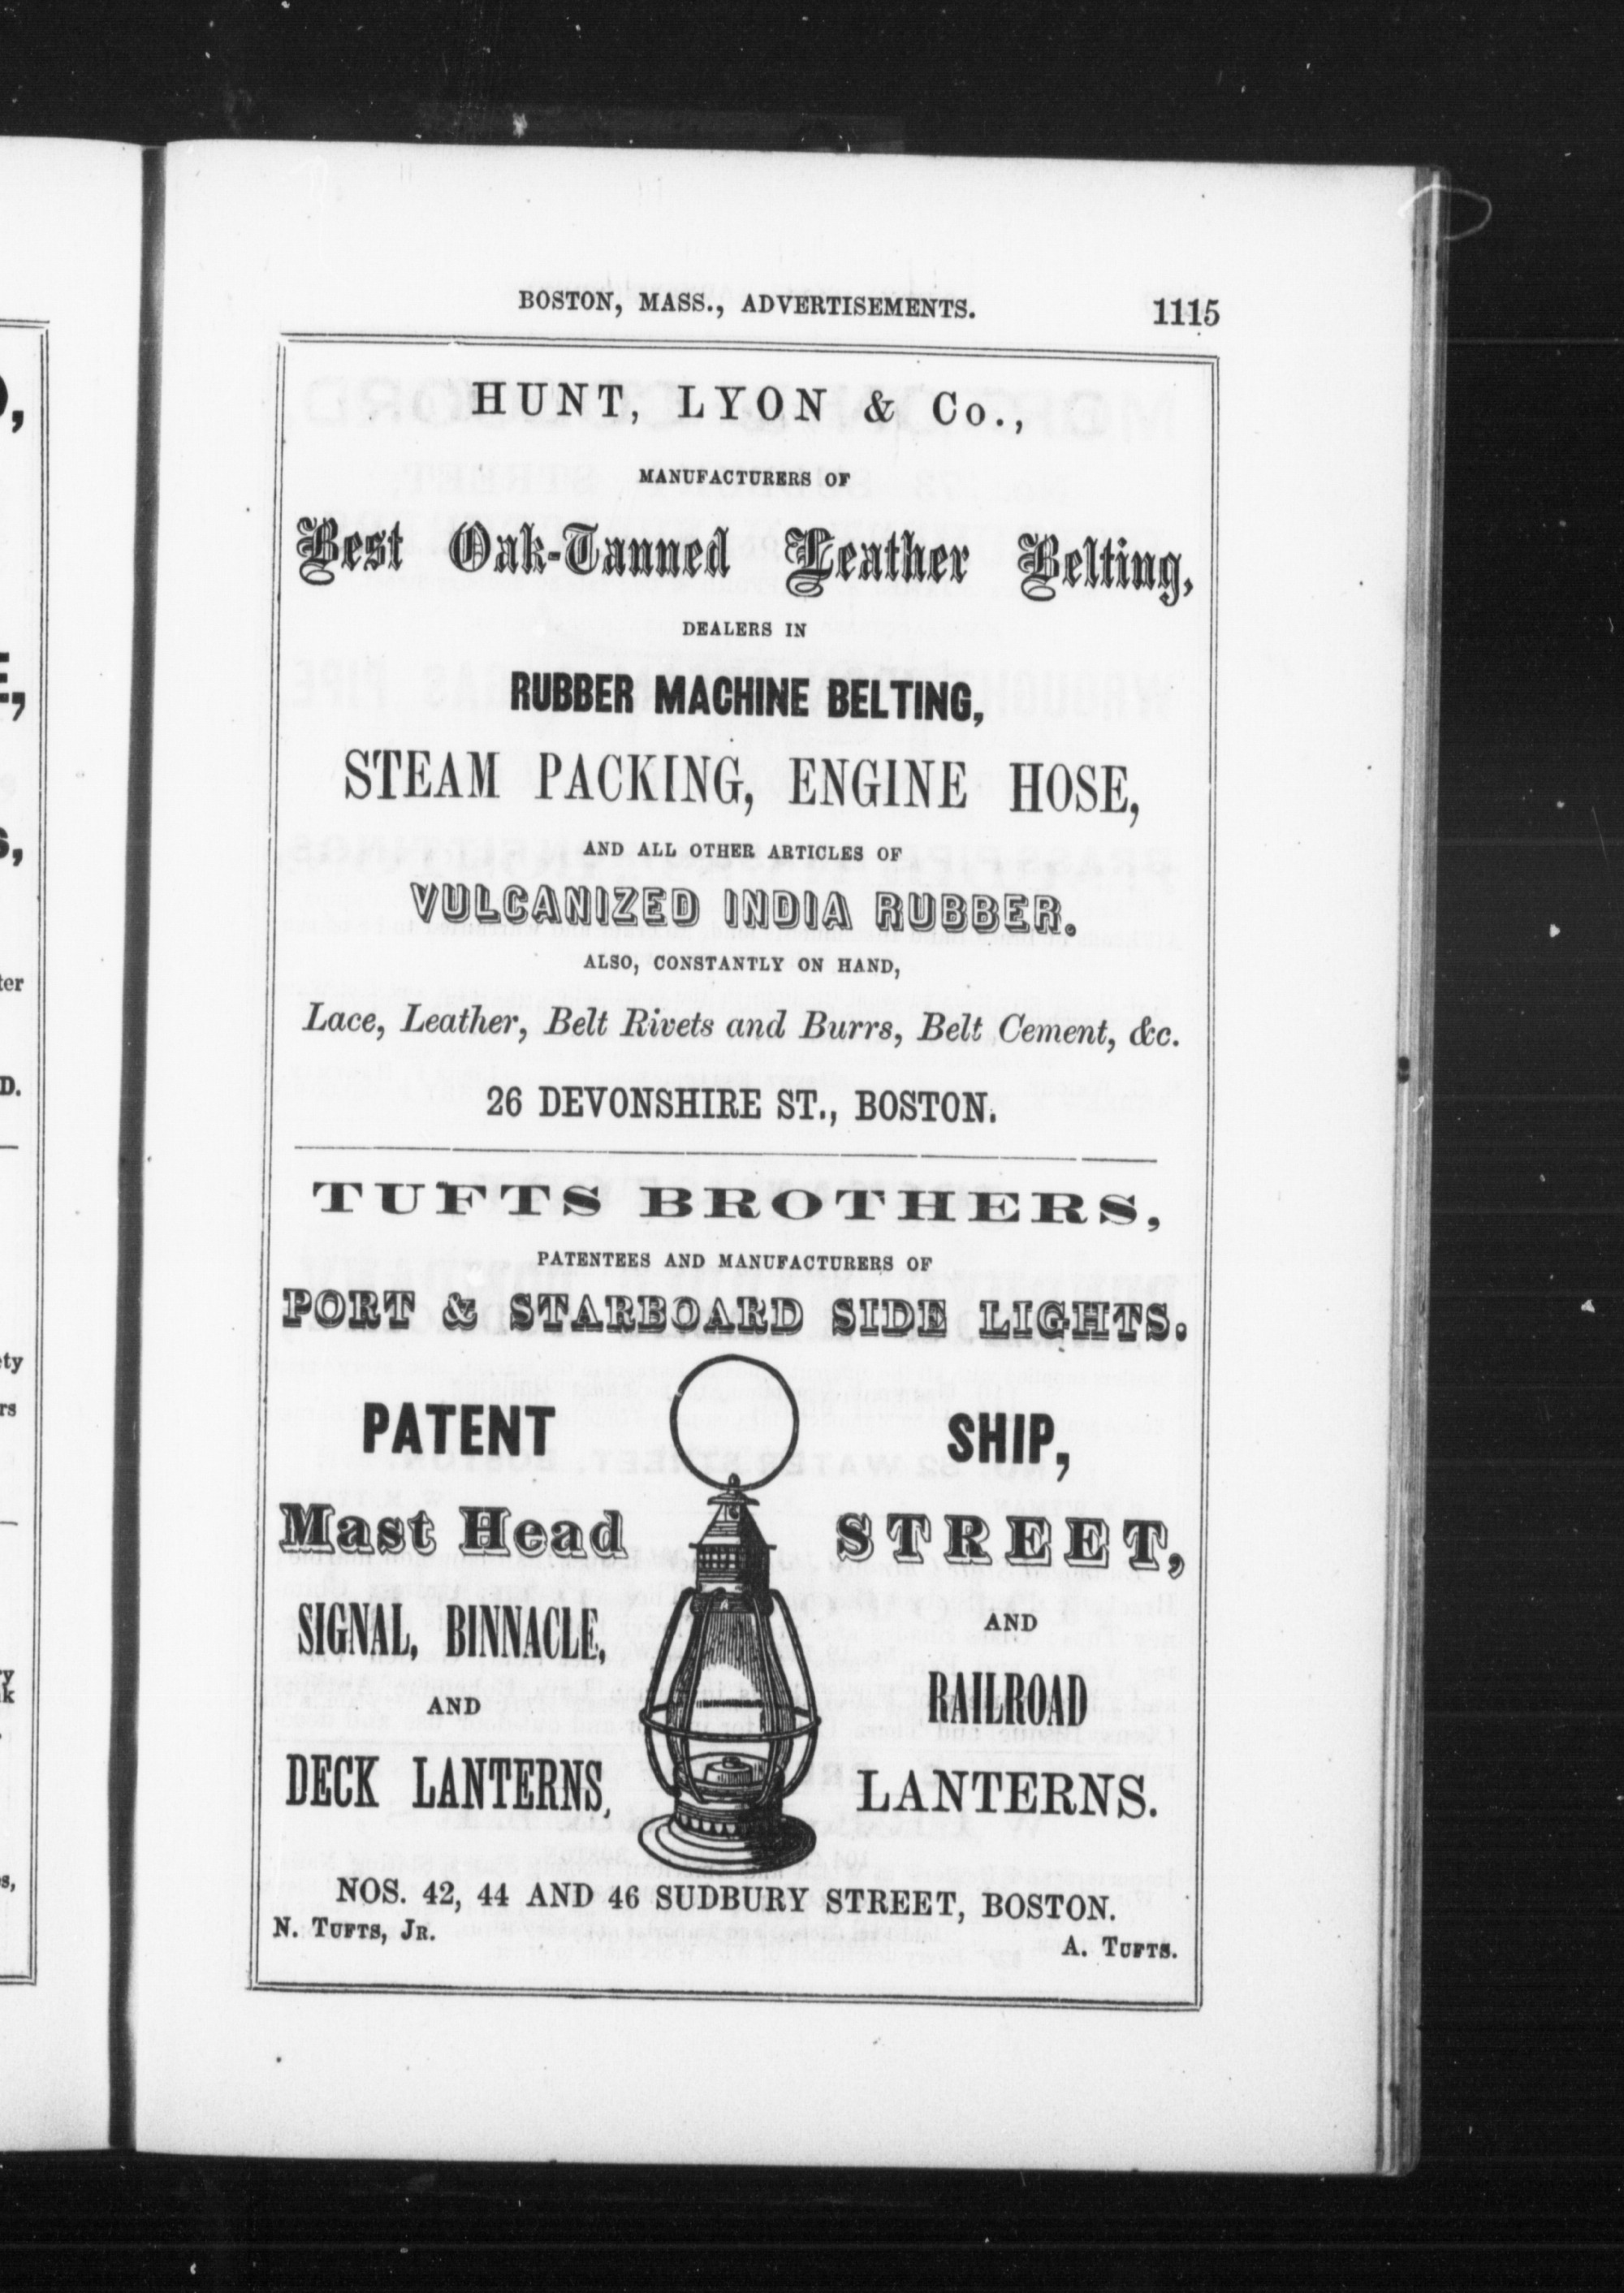 BOSTON, MASS., ADVERTISEMENTS. 1115
HUNT, LYON & Co.,
MANUFACTURERS OF
Best Oak-Tanned Leather Belting,
DEALERS IN
RUBBER MACHINE BELTING,
STEAM PACKING, ENGINE HOSE,
AND ALL OTHER ARTICLES OF
VULCANIZED INDIA RUBBER.
ALSO, CONSTANTLY ON HAND,
Lace, Leather, Belt Rivets and Burrs, Belt Cement, &c.
26 DEVONSHIRE ST., BOSTON.
TUFTS BROTHERS,
PATENTEES AND MANUFACTURERS OF
PORT & STARBOARD SIDE LIGHTS.
PATENT
Mast Head
SIGNAL, BINNACLE,
AND
DECK LANTERNS,
SHIP,
STREET,
AND
RAILROAD
LANTERNS.
NOS. 42, 44 AND 46 SUDBURY STREET, BOSTON.
N. TUFTS, JR.
A. TUFTS.